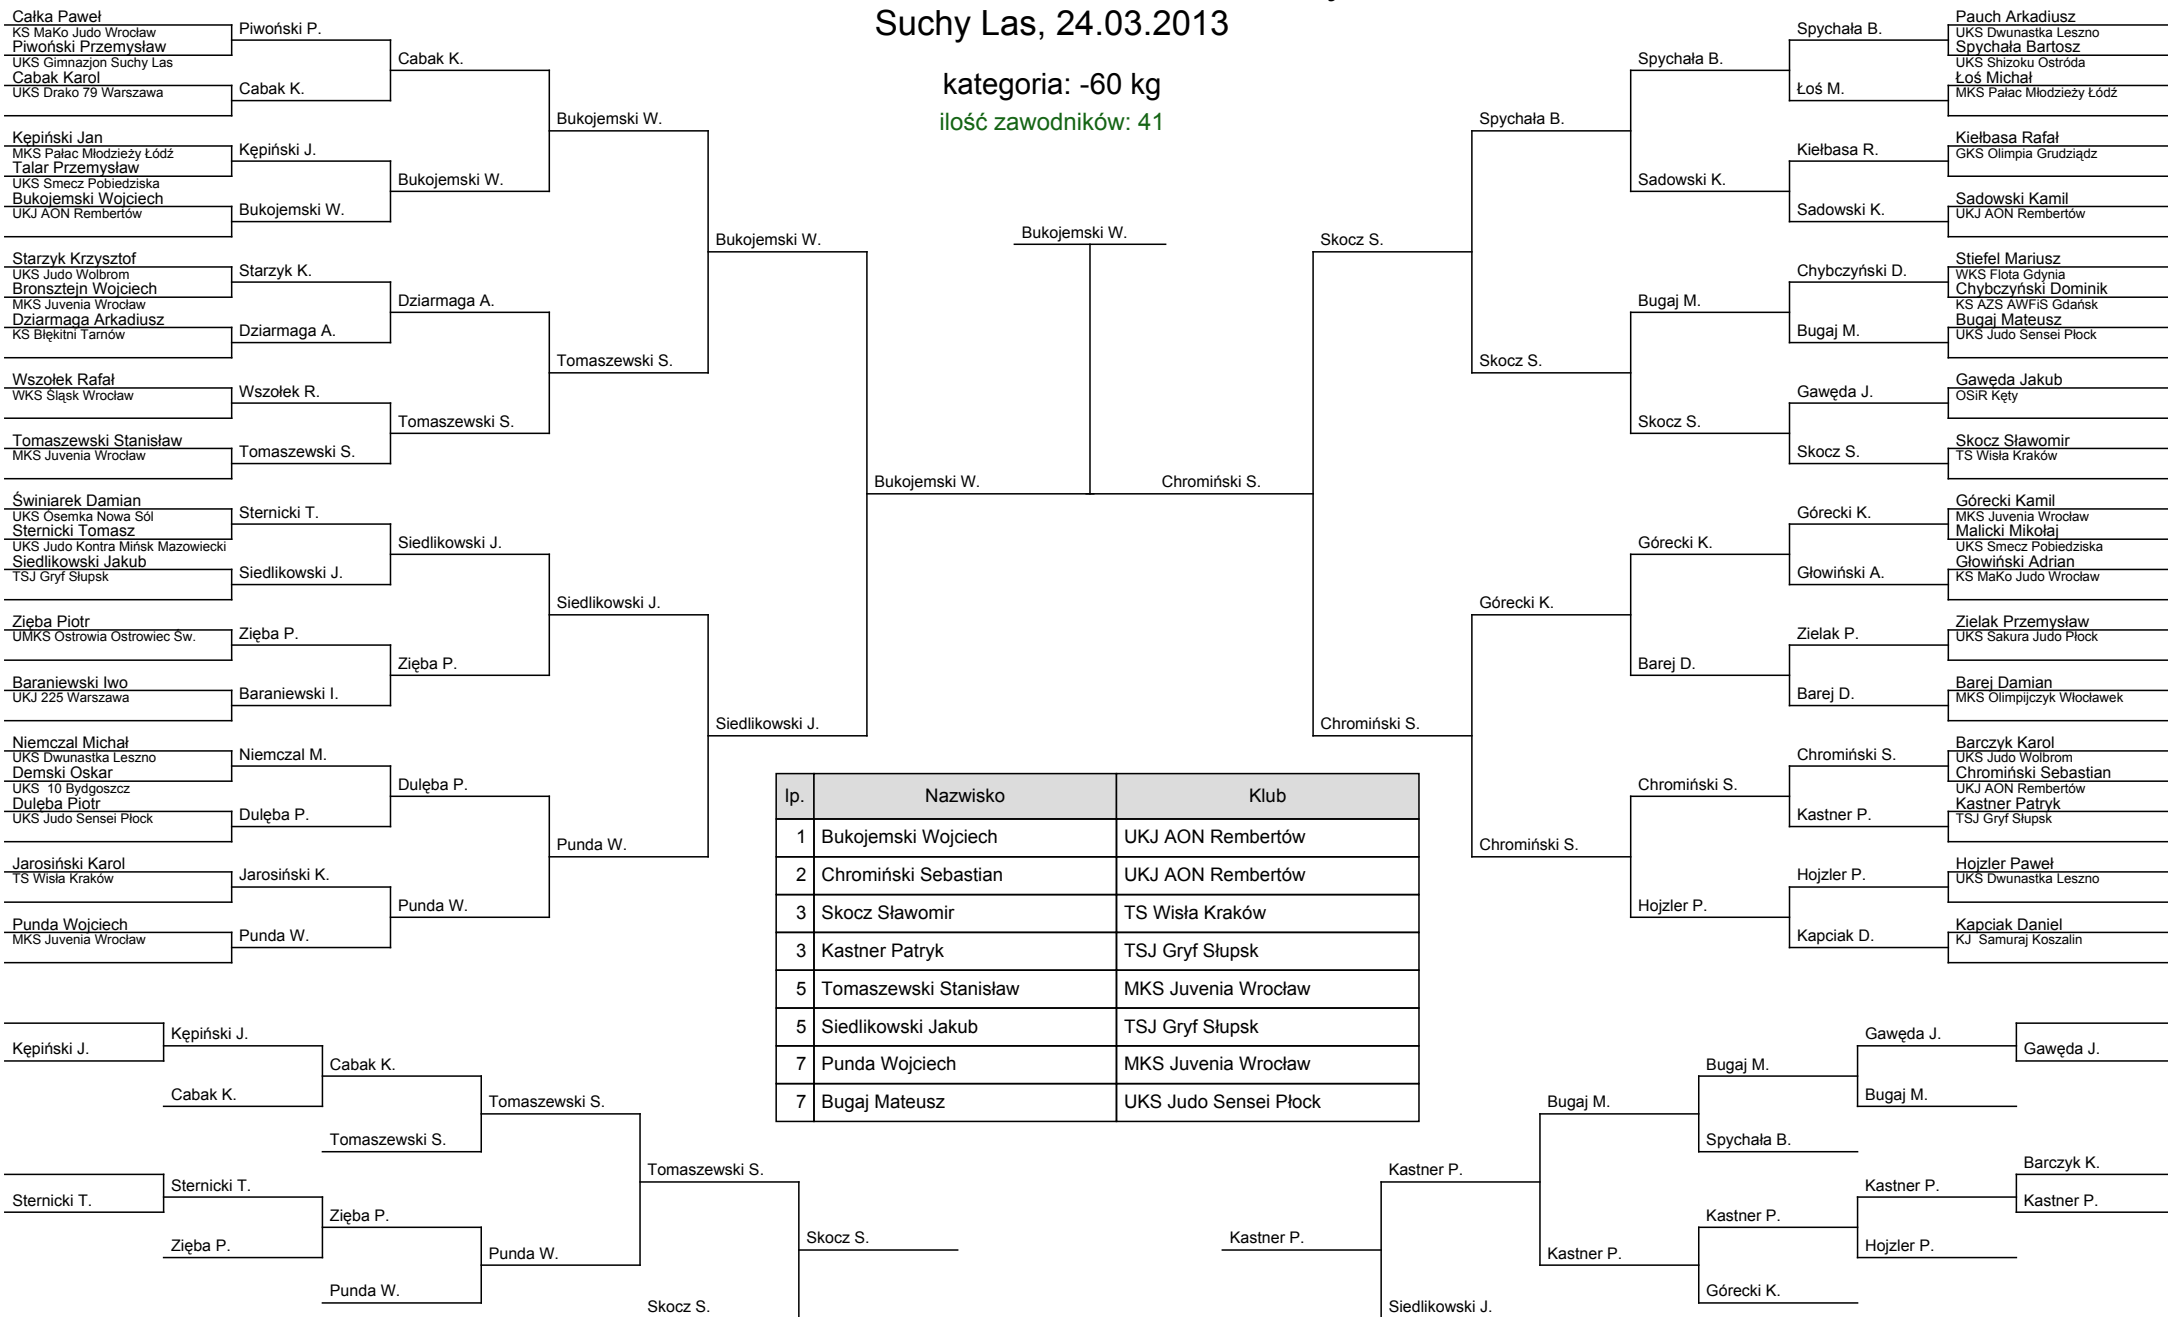 Suchy Las, 24.03.2013
kategoria: -60 kg
ilość zawodników: 41
Całka Paweł
KS MaKo Judo Wrocław
Piwoński Przemysław
UKS Gimnazjon Suchy Las
Cabak Karol
UKS Drako 79 Warszawa
Kępiński Jan
MKS Pałac Młodzieży Łódź
Talar Przemysław
UKS Smecz Pobiedziska
Bukojemski Wojciech
UKJ AON Rembertów
Starzyk Krzysztof
UKS Judo Wolbrom
Bronsztejn Wojciech
MKS Juvenia Wrocław
Dziarmaga Arkadiusz
KS Błękitni Tarnów
Wszołek Rafał
WKS Śląsk Wrocław
Tomaszewski Stanisław
MKS Juvenia Wrocław
Świniarek Damian
UKS Ósemka Nowa Sól
Sternicki Tomasz
UKS Judo Kontra Mińsk Mazowiecki
Siedlikowski Jakub
TSJ Gryf Słupsk
Zięba Piotr
UMKS Ostrowia Ostrowiec Św.
Baraniewski Iwo
UKJ 225 Warszawa
Niemczal Michał
UKS Dwunastka Leszno
Demski Oskar
UKS  10 Bydgoszcz
Dulęba Piotr
UKS Judo Sensei Płock
Jarosiński Karol
TS Wisła Kraków
Punda Wojciech
MKS Juvenia Wrocław
Piwoński P.
Cabak K.
Kępiński J.
Bukojemski W.
Starzyk K.
Dziarmaga A.
Wszołek R.
Tomaszewski S.
Sternicki T.
Siedlikowski J.
Zięba P.
Baraniewski I.
Niemczal M.
Dulęba P.
Jarosiński K.
Punda W.
Cabak K.
Bukojemski W.
Dziarmaga A.
Tomaszewski S.
Siedlikowski J.
Zięba P.
Dulęba P.
Punda W.
Bukojemski W.
Tomaszewski S.
Siedlikowski J.
Punda W.
Bukojemski W.
Siedlikowski J.
Bukojemski W.
Bukojemski W.
Chromiński S.
Skocz S.
Chromiński S.
Spychała B.
Skocz S.
Górecki K.
Chromiński S.
Spychała B.
Sadowski K.
Bugaj M.
Skocz S.
Górecki K.
Barej D.
Chromiński S.
Hojzler P.
Spychała B.
Łoś M.
Kiełbasa R.
Sadowski K.
Chybczyński D.
Bugaj M.
Gawęda J.
Skocz S.
Górecki K.
Głowiński A.
Zielak P.
Barej D.
Chromiński S.
Kastner P.
Hojzler P.
Kapciak D.
Pauch Arkadiusz
UKS Dwunastka Leszno
Spychała Bartosz
UKS Shizoku Ostróda
Łoś Michał
MKS Pałac Młodzieży Łódź
Kiełbasa Rafał
GKS Olimpia Grudziądz
Sadowski Kamil
UKJ AON Rembertów
Stiefel Mariusz
WKS Flota Gdynia
Chybczyński Dominik
KS AZS AWFiS Gdańsk
Bugaj Mateusz
UKS Judo Sensei Płock
Gawęda Jakub
OSiR Kęty
Skocz Sławomir
TS Wisła Kraków
Górecki Kamil
MKS Juvenia Wrocław
Malicki Mikołaj
UKS Smecz Pobiedziska
Głowiński Adrian
KS MaKo Judo Wrocław
Zielak Przemysław
UKS Sakura Judo Płock
Barej Damian
MKS Olimpijczyk Włocławek
Barczyk Karol
UKS Judo Wolbrom
Chromiński Sebastian
UKJ AON Rembertów
Kastner Patryk
TSJ Gryf Słupsk
Hojzler Paweł
UKS Dwunastka Leszno
Kapciak Daniel
KJ  Samuraj Koszalin
lp. Nazwisko Klub
1 Bukojemski Wojciech UKJ AON Rembertów
2 Chromiński Sebastian UKJ AON Rembertów
3 Skocz Sławomir TS Wisła Kraków
3 Kastner Patryk TSJ Gryf Słupsk
5 Tomaszewski Stanisław MKS Juvenia Wrocław
5 Siedlikowski Jakub TSJ Gryf Słupsk
7 Punda Wojciech MKS Juvenia Wrocław
7 Bugaj Mateusz UKS Judo Sensei Płock
Kępiński J.
Sternicki T.
Kępiński J.
Cabak K.
Sternicki T.
Zięba P.
Cabak K.
Tomaszewski S.
Zięba P.
Punda W.
Tomaszewski S.
Punda W.
Tomaszewski S.
Skocz S.
Skocz S.
Kastner P.
Kastner P.
Siedlikowski J.
Bugaj M.
Kastner P.
Bugaj M.
Spychała B.
Kastner P.
Górecki K.
Gawęda J.
Bugaj M.
Kastner P.
Hojzler P.
Gawęda J.
Barczyk K.
Kastner P.